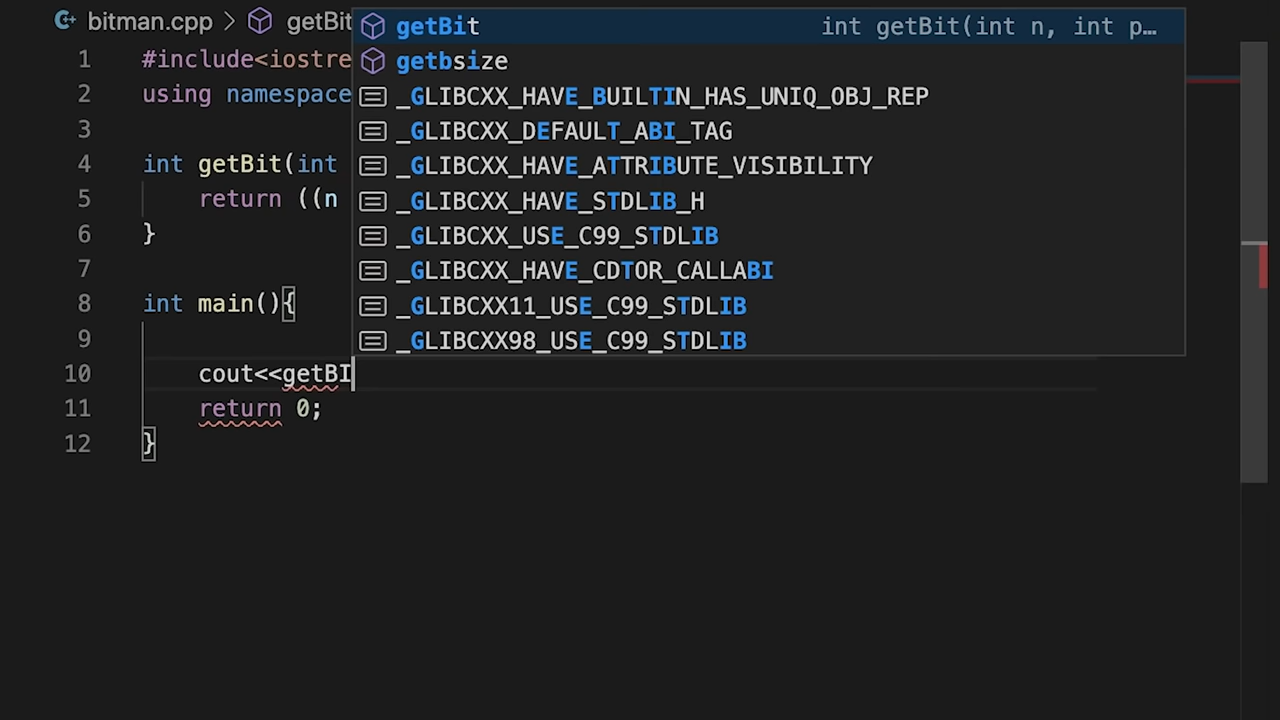 bitman.cpp > getBit
1 #include<iostre
2 using namespace
3
4 int getBit(int
5 return ((n
6 }
7
8 int main(){
9
10 cout<<getBI
11 return 0;
12 }
getBit int getBit(int n, int p…
getbsize
_GLIBCXX_HAVE_BUILTIN_HAS_UNIQ_OBJ_REP
_GLIBCXX_DEFAULT_ABI_TAG
_GLIBCXX_HAVE_ATTRIBUTE_VISIBILITY
_GLIBCXX_HAVE_STDLIB_H
_GLIBCXX_USE_C99_STDLIB
_GLIBCXX_HAVE_CDTOR_CALLABI
_GLIBCXX11_USE_C99_STDLIB
_GLIBCXX98_USE_C99_STDLIB